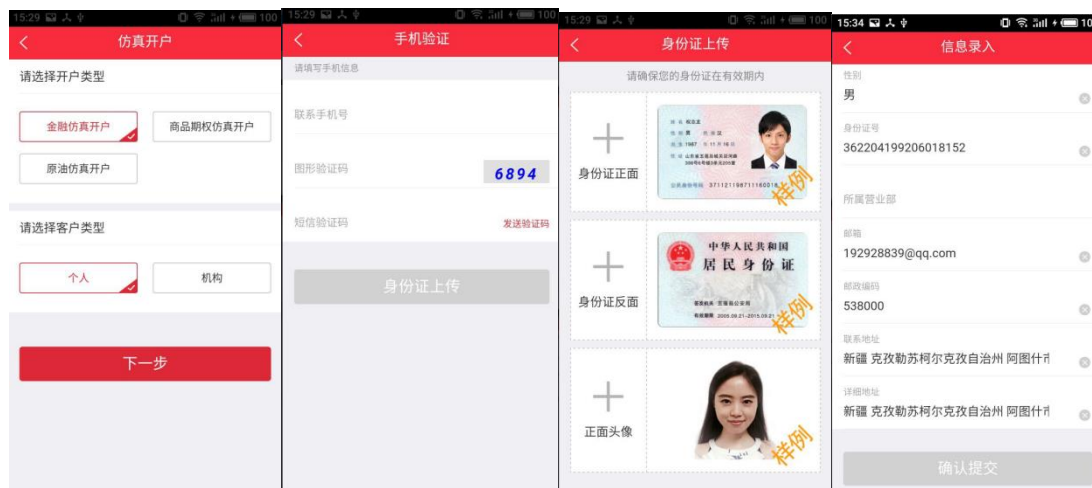 15:29
100
仿真开户
请选择开户类型
金融仿真开户
商品期权仿真开户
原油仿真开户
请选择客户类型
个人
机构
下一步
15:29
100
手机验证
请填写手机信息
联系手机号
图形验证码
6894
短信验证码
发送验证码
身份证上传
15:29
100
身份证上传
请确保您的身份证在有效期内
身份证正面
样例
身份证反面
中华人民共和国
居民身份证
样例
正面头像
样例
15:34
10
信息录入
性别
男
身份证号
362204199206018152
所属营业部
邮箱
192928839@qq.com
邮政编码
538000
联系地址
新疆 克孜勒苏柯尔克孜自治州 阿图什市
详细地址
新疆 克孜勒苏柯尔克孜自治州 阿图什市
确认提交